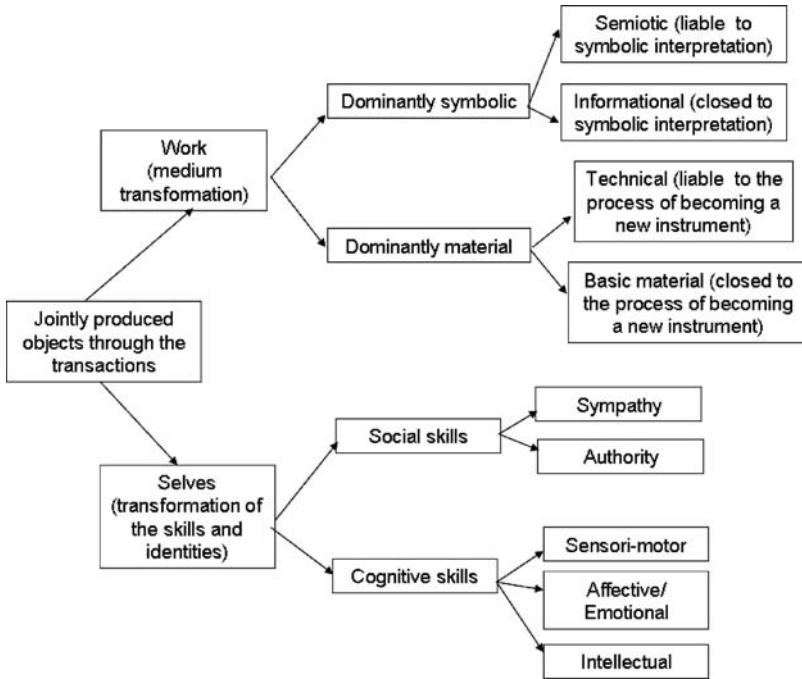 Semiotic (liable to
symbolic interpretation)
Dominantly symbolic
Informational (closed to
symbolic interpretation)
Work
(medium
transformation)
Technical (liable to the
process of becoming a
new instrument)
Dominantly material
Basic material (closed to
the process of becoming
a new instrument)
Jointly produced
objects through the
transactions
Sympathy
Social skills
Authority
Selves
(transformation of
the skills and
identities)
Sensori-motor
Cognitive skills
Affective/
Emotional
Intellectual